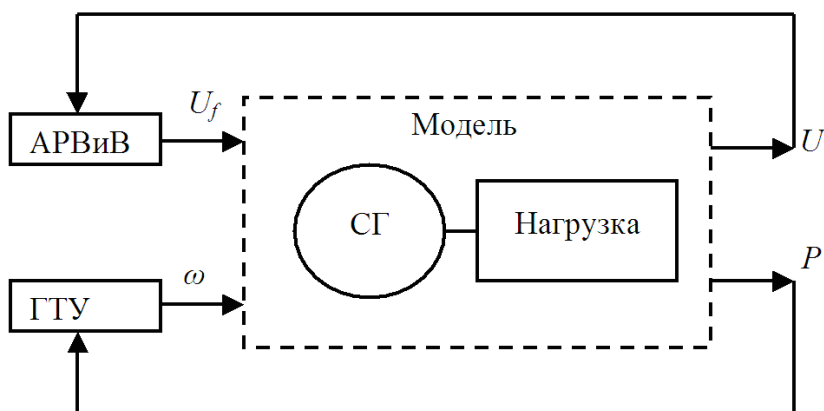 U_f
АРВиВ
Модель
U
СГ
Нагрузка
P
ω
ГТУ